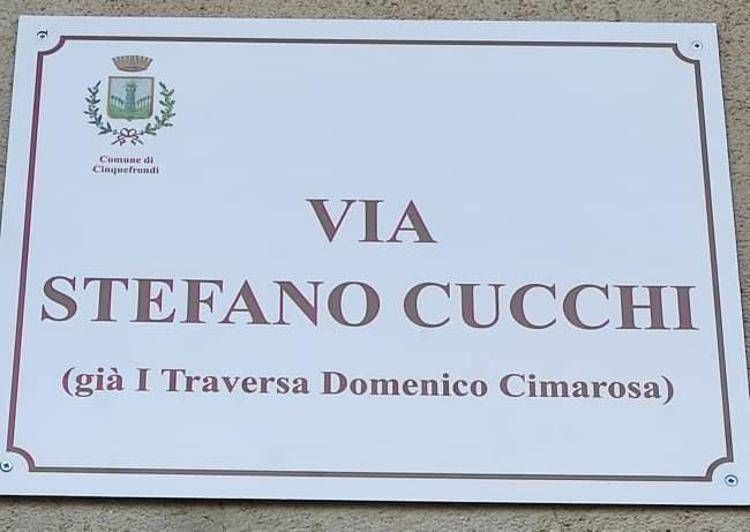 Comune di
Cinquefrondi
VIA
STEFANO CUCCHI
(già I Traversa Domenico Cimarosa)